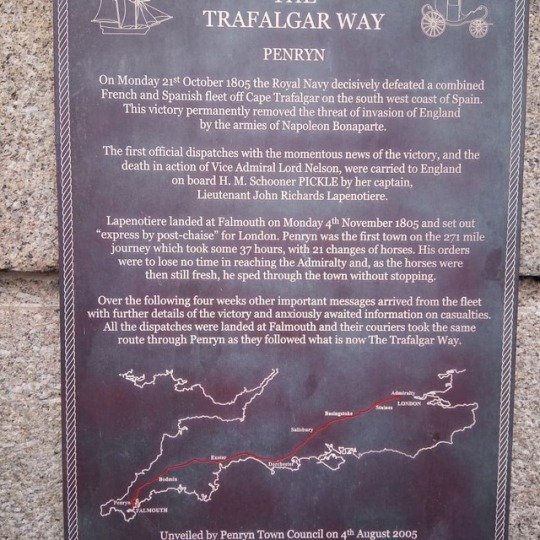 THE
TRAFALGAR WAY
PENRYN
On Monday 21st October 1805 the Royal Navy decisively defeated a combined
French and Spanish fleet off Cape Trafalgar on the south west coast of Spain.
This victory permanently removed the threat of invasion of England
by the armies of Napoleon Bonaparte.
The first official dispatches with the momentous news of the victory, and the
death in action of Vice Admiral Lord Nelson, were carried to England
on board H. M. Schooner PICKLE by her captain,
Lieutenant John Richards Lapenotiere.
Lapenotiere landed at Falmouth on Monday 4th November 1805 and set out
“express by post-chaise” for London. Penryn was the first town on the 271 mile
journey which took some 37 hours, with 21 changes of horses. His orders
were to lose no time in reaching the Admiralty and, as the horses were
then still fresh, he sped through the town without stopping.
Over the following four weeks other important messages arrived from the fleet
with further details of the victory and anxiously awaited information on casualties.
All the dispatches were landed at Falmouth and their couriers took the same
route through Penryn as they followed what is now The Trafalgar Way.
Admiralty
LONDON
Staines
Basingstoke
Salisbury
Dorchester
Exeter
Bodmin
Penryn
FALMOUTH
Unveiled by Penryn Town Council on 4th August 2005